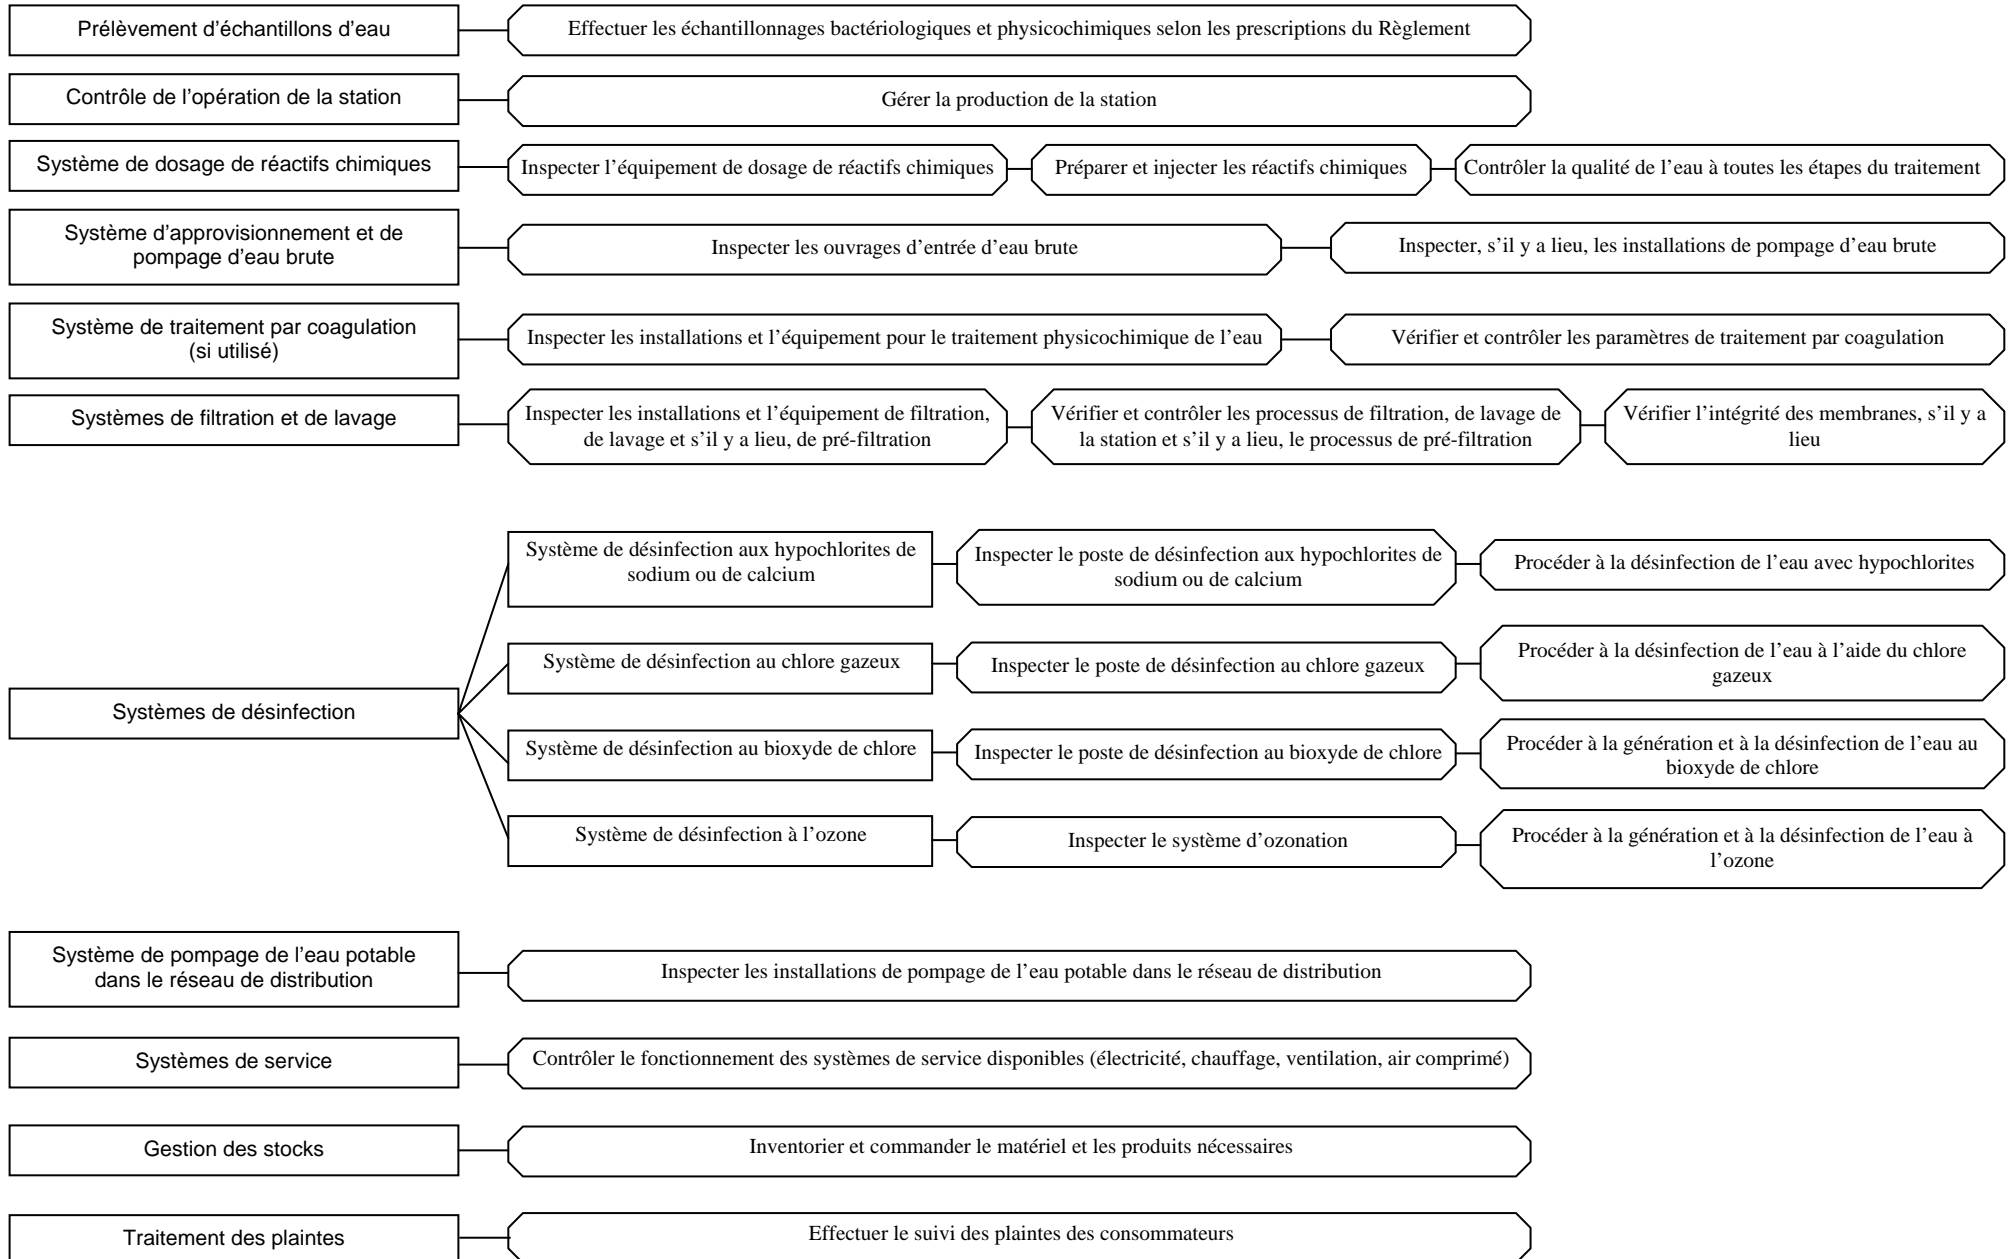 Prélèvement d’échantillons d’eau
Effectuer les échantillonnages bactériologiques et physicochimiques selon les prescriptions du Règlement
Contrôle de l’opération de la station
Gérer la production de la station
Système de dosage de réactifs chimiques
Inspecter l’équipement de dosage de réactifs chimiques
Préparer et injecter les réactifs chimiques
Contrôler la qualité de l’eau à toutes les étapes du traitement
Système d’approvisionnement et de
pompage d’eau brute
Inspecter les ouvrages d’entrée d’eau brute
Inspecter, s’il y a lieu, les installations de pompage d’eau brute
Système de traitement par coagulation
(si utilisé)
Inspecter les installations et l’équipement pour le traitement physicochimique de l’eau
Vérifier et contrôler les paramètres de traitement par coagulation
Systèmes de filtration et de lavage
Inspecter les installations et l’équipement de filtration,
de lavage et s’il y a lieu, de pré-filtration
Vérifier et contrôler les processus de filtration, de lavage de
la station et s’il y a lieu, le processus de pré-filtration
Vérifier l’intégrité des membranes, s’il y a
lieu
Systèmes de désinfection
Système de désinfection aux hypochlorites de
sodium ou de calcium
Inspecter le poste de désinfection aux hypochlorites de
sodium ou de calcium
Procéder à la désinfection de l’eau avec hypochlorites
Système de désinfection au chlore gazeux
Inspecter le poste de désinfection au chlore gazeux
Procéder à la désinfection de l’eau à l’aide du chlore
gazeux
Système de désinfection au bioxyde de chlore
Inspecter le poste de désinfection au bioxyde de chlore
Procéder à la génération et à la désinfection de l’eau au
bioxyde de chlore
Système de désinfection à l’ozone
Inspecter le système d’ozonation
Procéder à la génération et à la désinfection de l’eau à
l’ozone
Système de pompage de l’eau potable
dans le réseau de distribution
Inspecter les installations de pompage de l’eau potable dans le réseau de distribution
Systèmes de service
Contrôler le fonctionnement des systèmes de service disponibles (électricité, chauffage, ventilation, air comprimé)
Gestion des stocks
Inventorier et commander le matériel et les produits nécessaires
Traitement des plaintes
Effectuer le suivi des plaintes des consommateurs